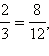 2/3 = 8/12,